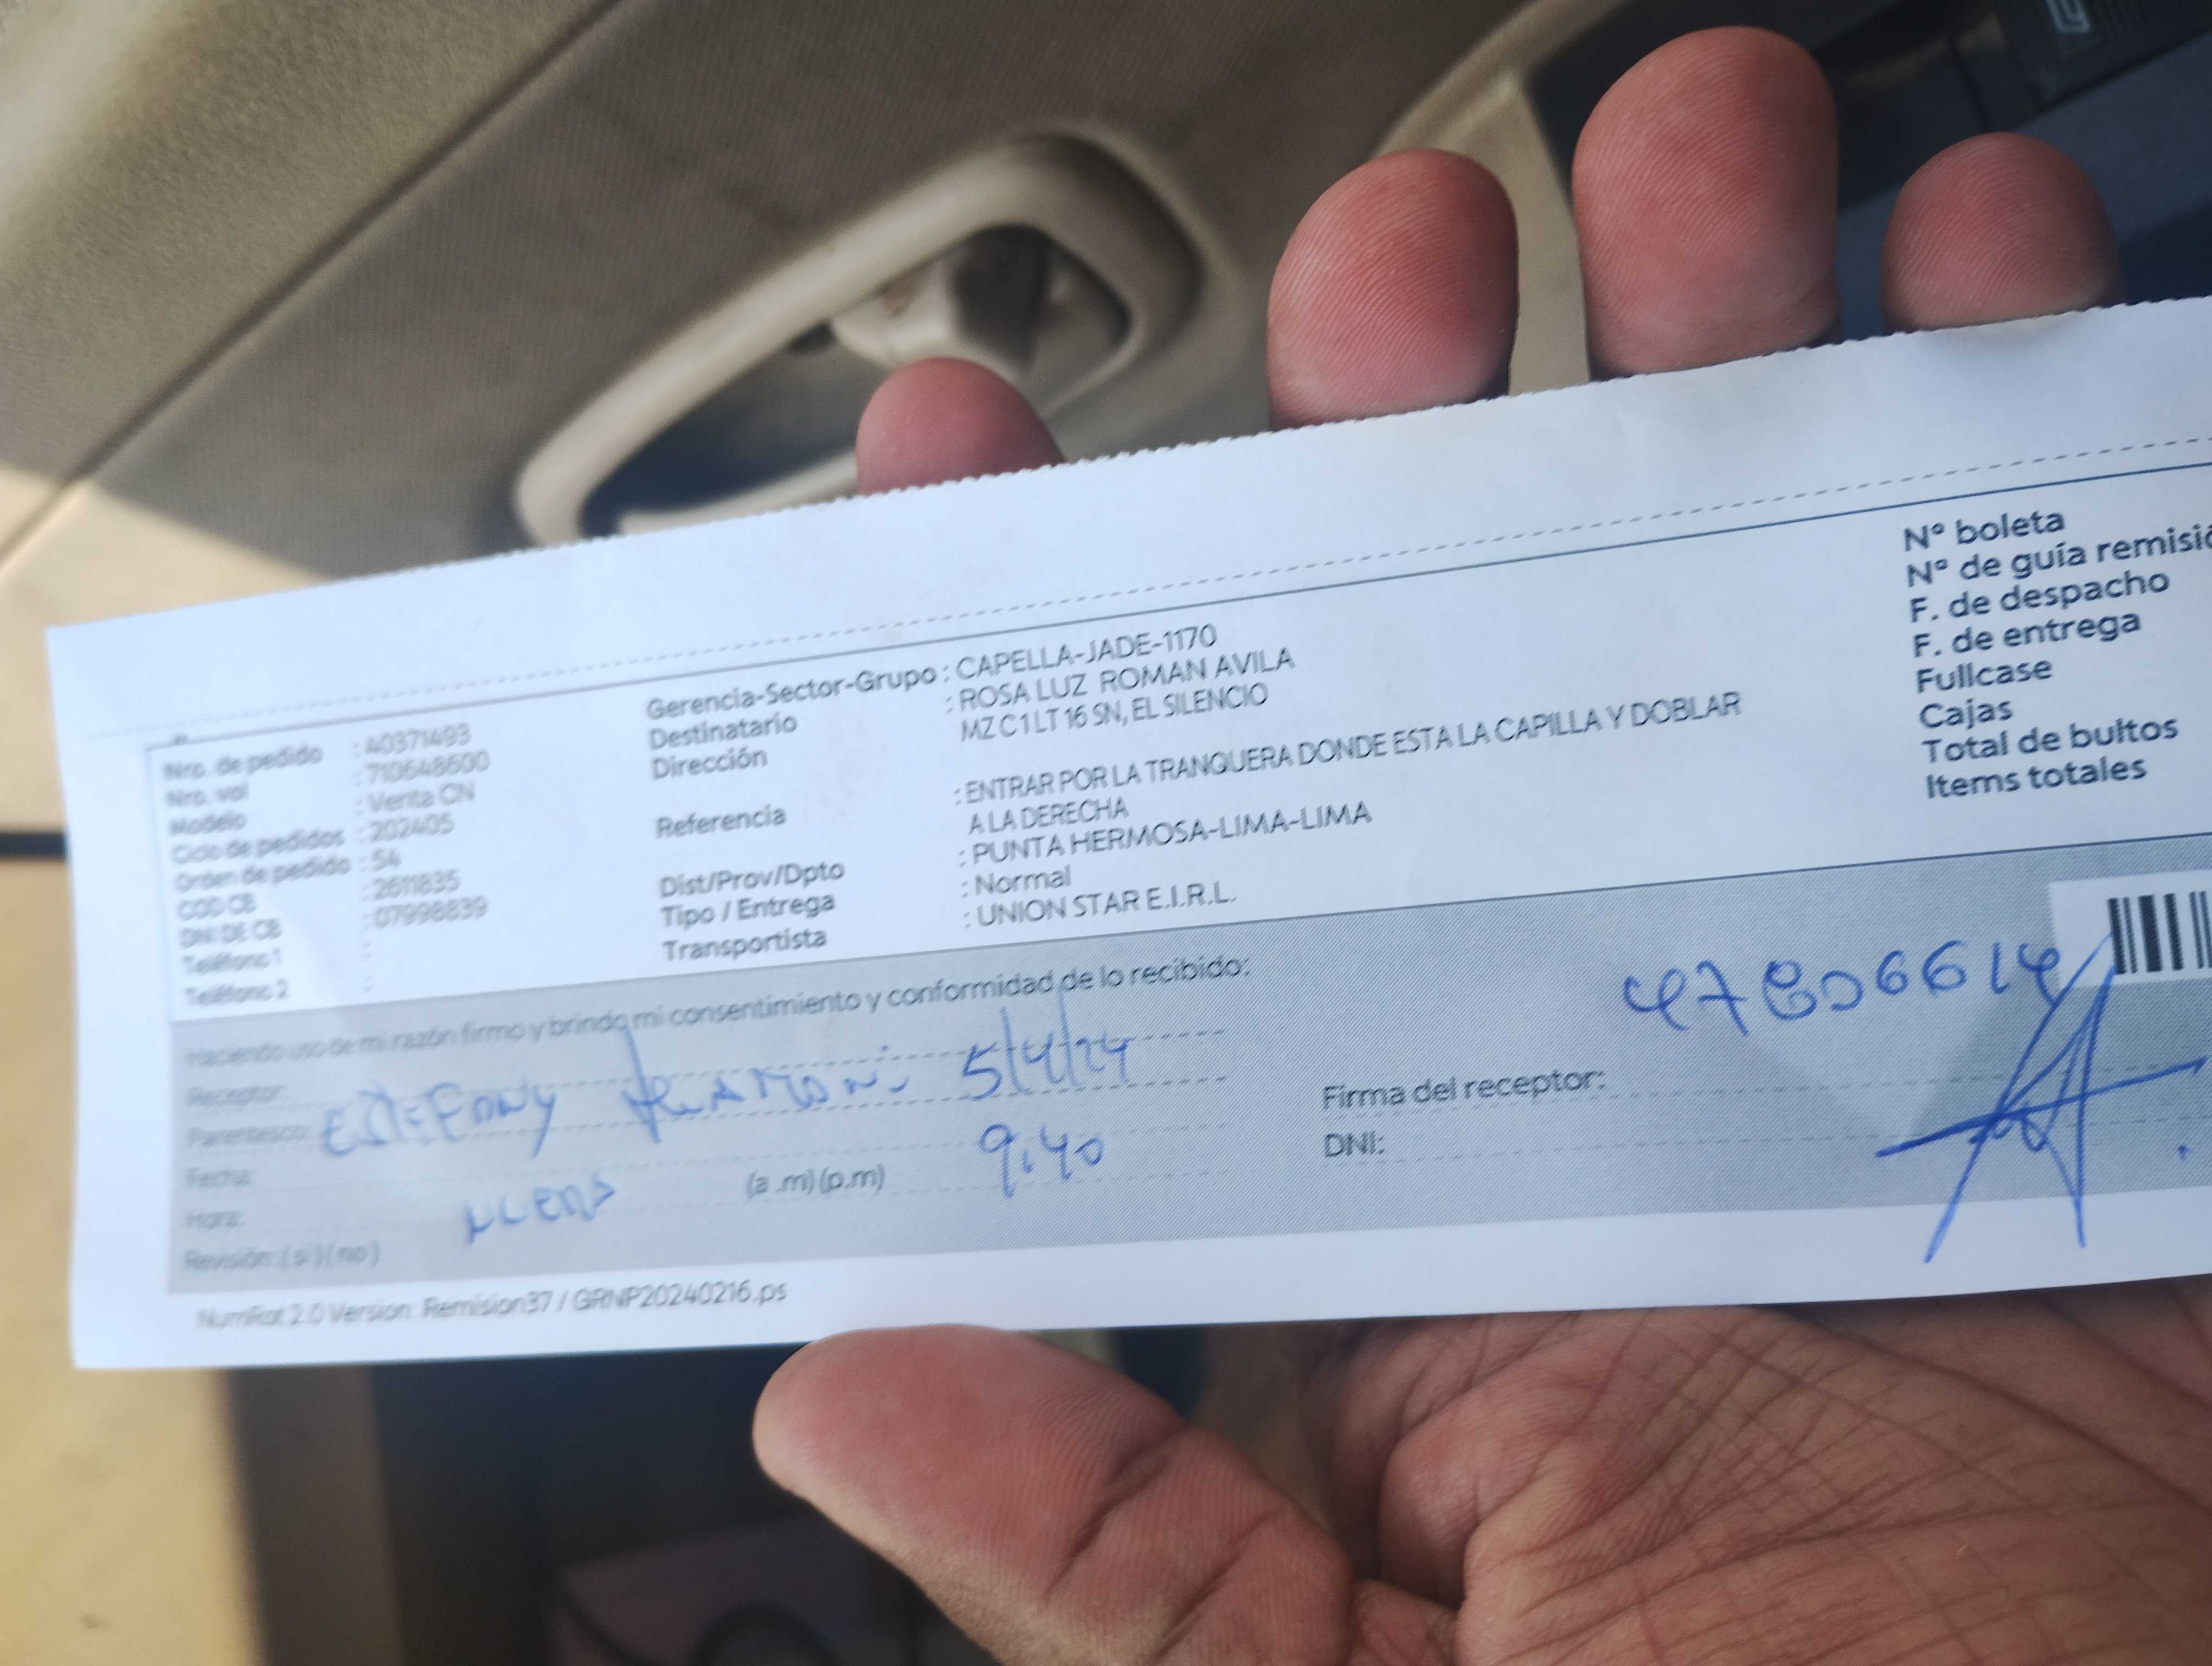 Nro. de pedido : 40371493
Nro. vol : 710648600
Modelo : Venta CN
Ciclo de pedidos : 202405
Orden de pedido : 54
COD CB : 2611835
DNI DE CB : 07998839
Teléfono 1 :
Teléfono 2 :
Gerencia-Sector-Grupo : CAPELLA-JADE-1170
Destinatario : ROSA LUZ ROMAN AVILA
Dirección MZ C 1 LT 16 SN, EL SILENCIO
Referencia : ENTRAR POR LA TRANQUERA DONDE ESTA LA CAPILLA Y DOBLAR
A LA DERECHA
Dist/Prov/Dpto : PUNTA HERMOSA-LIMA-LIMA
Tipo / Entrega : Normal
Transportista : UNION STAR E.I.R.L.
N° boleta
N° de guía remisió
F. de despacho
F. de entrega
Fullcase
Cajas
Total de bultos
Items totales
Haciendo uso de mi razón firmo y brindo mi consentimiento y conformidad de lo recibido:
Receptor:
Parentesco: ESTEFANY 5/4/24
Fecha:
Hora: (a .m)(p.m) 9:40
Revisión: (si)(no)
47806614
Firma del receptor:
DNI:
NumRot 2.0 Version: Remision37 / GRNP20240216.ps